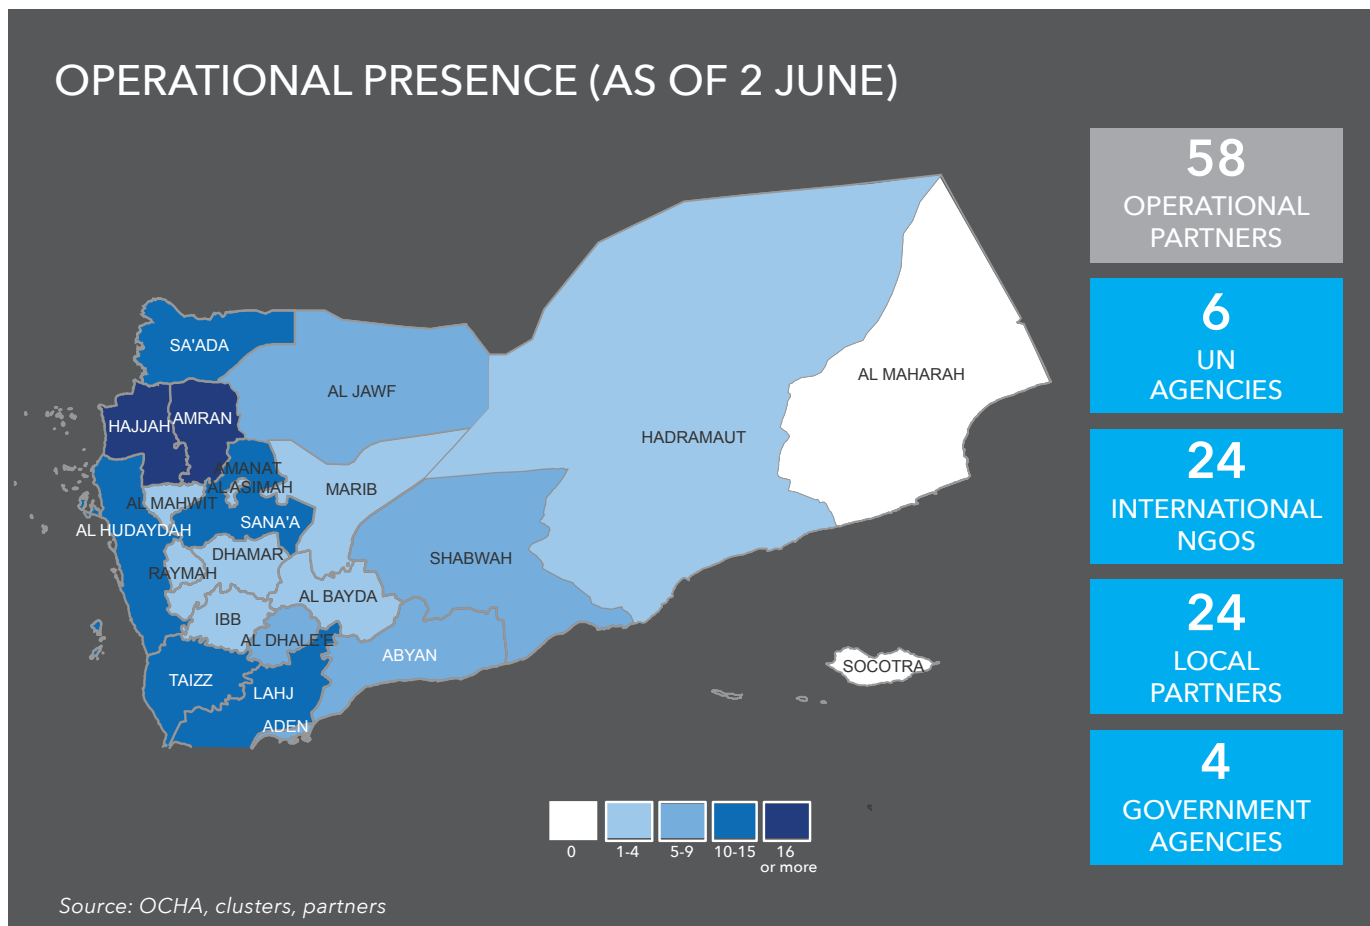 OPERATIONAL PRESENCE (AS OF 2 JUNE)
58
OPERATIONAL
PARTNERS
6
UN
AGENCIES
24
INTERNATIONAL
NGOS
24
LOCAL
PARTNERS
4
GOVERNMENT
AGENCIES
SA'ADA
AL JAWF
AL MAHARAH
HAJJAH
AMRAN
HADRAMAUT
AMANAT
AL ASIMAH
MARIB
AL MAHWIT
SANA'A
AL HUDAYDAH
DHAMAR
SHABWAH
RAYMAH
AL BAYDA
IBB
AL DHALE'E
ABYAN
SOCOTRA
TAIZZ
LAHJ
ADEN
0
1-4
5-9
10-15
16
or more
Source: OCHA, clusters, partners